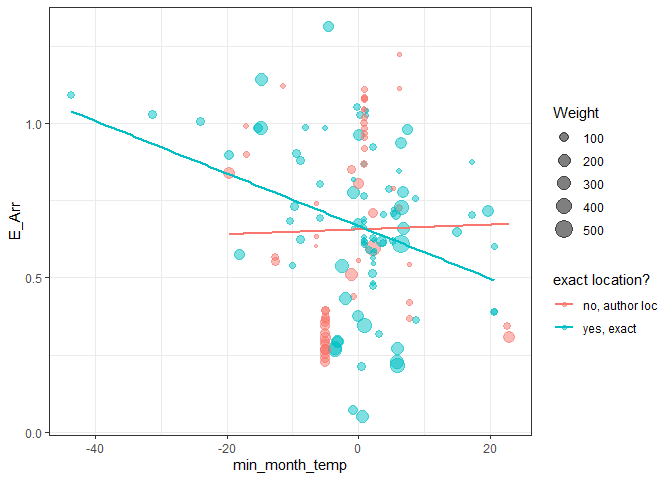 E_Arr
1.0
0.5
0.0
-40
-20
0
20
min_month_temp
Weight
100
200
300
400
500
exact location?
no, author loc
yes, exact